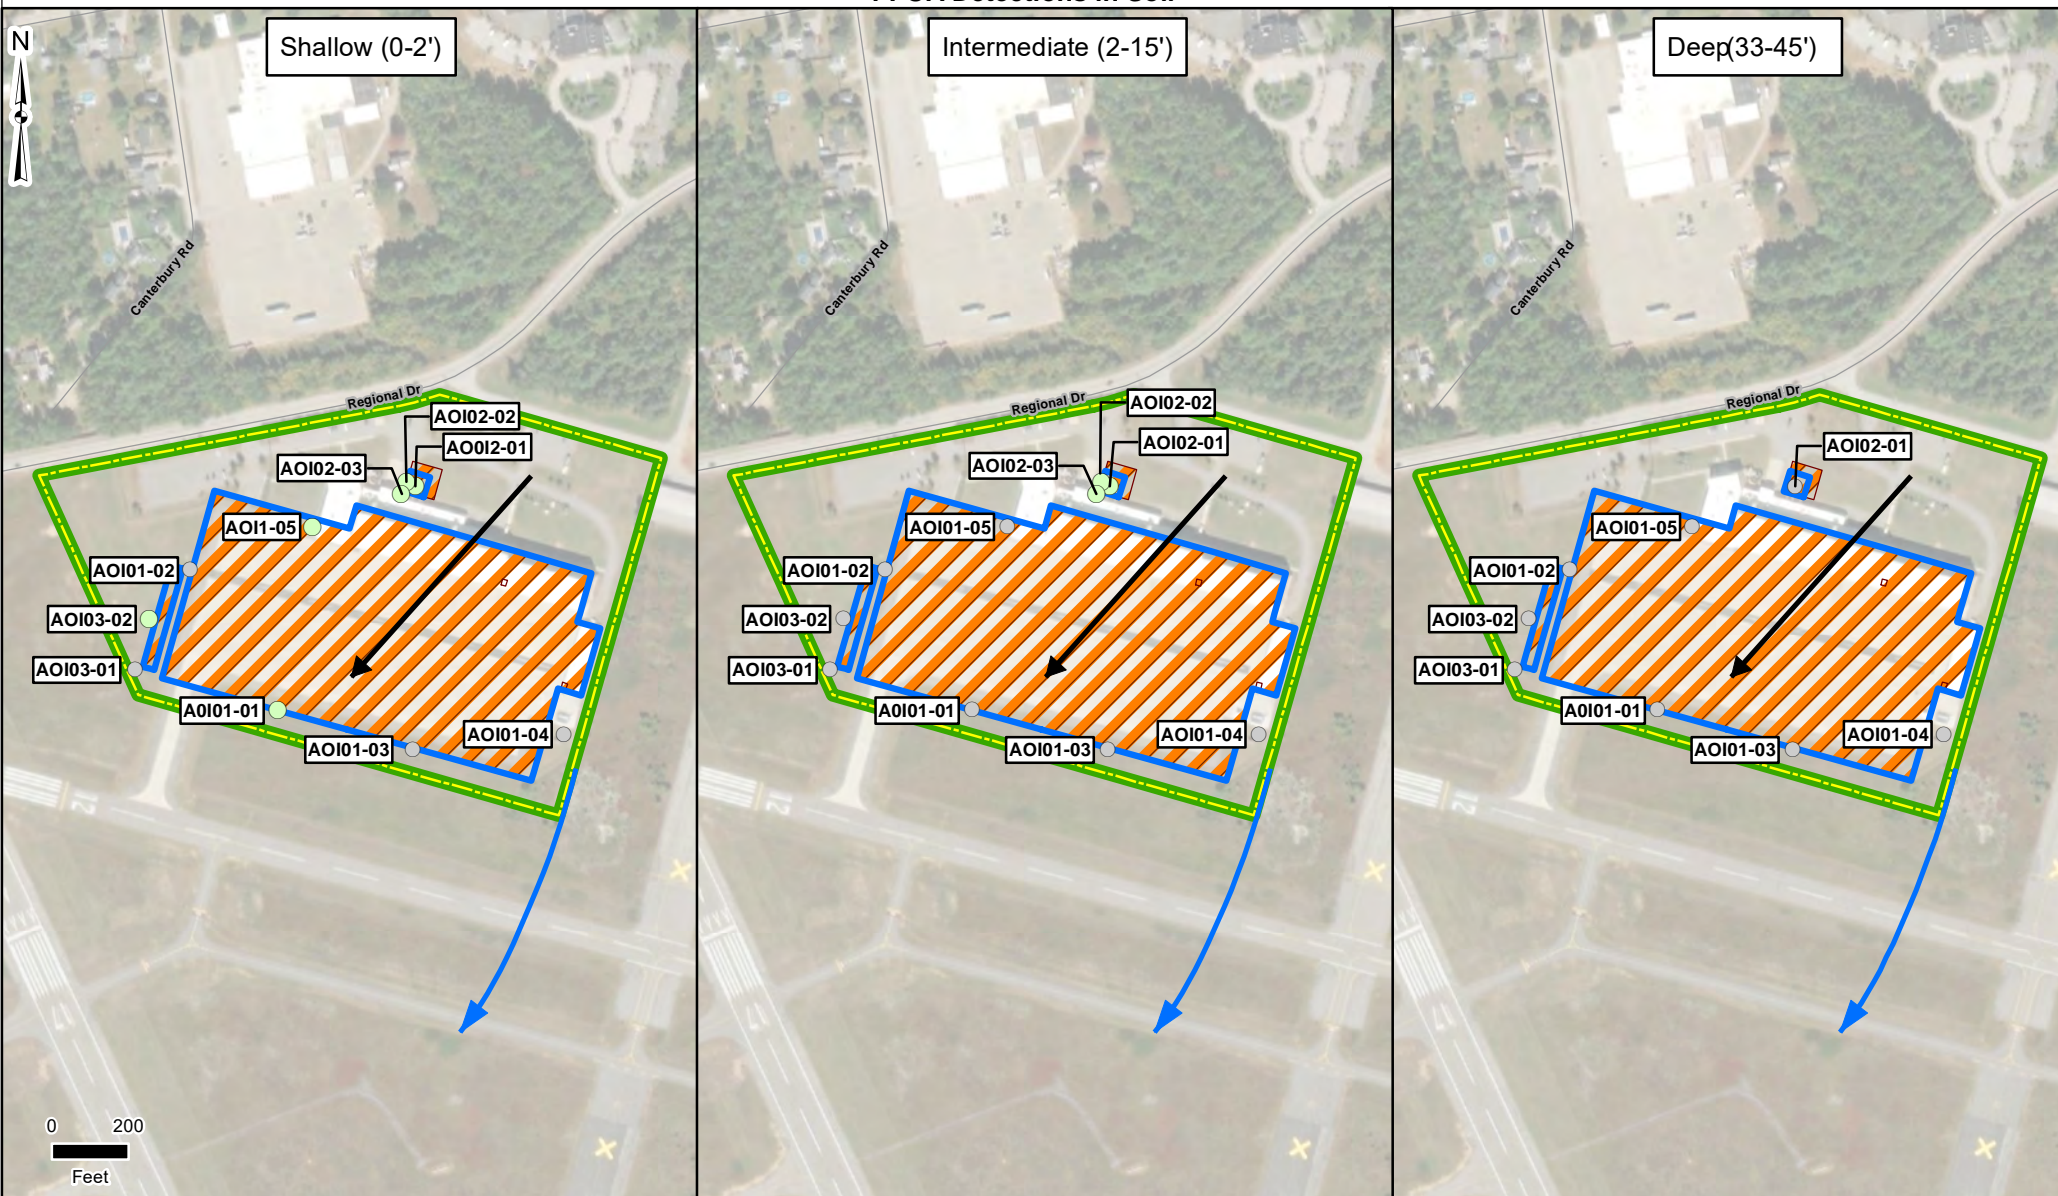 N
Shallow (0-2')
Canterbury Rd
Regional Dr
AOI02-02
AO0I2-01
AOI02-03
AOI1-05
AOI01-02
AOI03-02
AOI03-01
A0I01-01
AOI01-03
AOI01-04
0 200
Feet
Intermediate (2-15')
Canterbury Rd
Regional Dr
AOI02-02
AOI02-01
AOI02-03
AOI01-05
AOI01-02
AOI03-02
AOI03-01
A0I01-01
AOI01-03
AOI01-04
Deep(33-45')
Canterbury Rd
Regional Dr
AOI02-01
AOI01-05
AOI01-02
AOI03-02
AOI03-01
A0I01-01
AOI01-03
AOI01-04